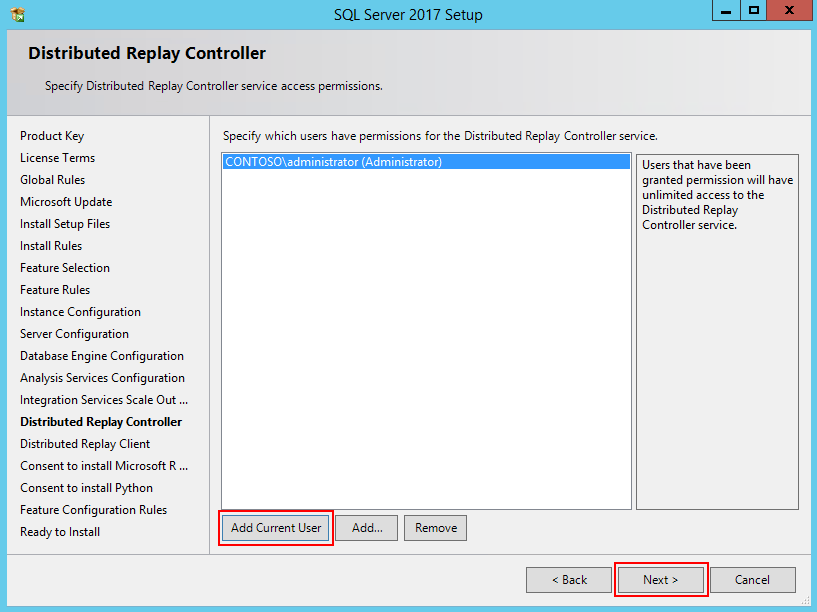 SQL Server 2017 Setup
Distributed Replay Controller
Specify Distributed Replay Controller service access permissions.
Product Key
License Terms
Global Rules
Microsoft Update
Install Setup Files
Install Rules
Feature Selection
Feature Rules
Instance Configuration
Server Configuration
Database Engine Configuration
Analysis Services Configuration
Integration Services Scale Out ...
Distributed Replay Controller
Distributed Replay Client
Consent to install Microsoft R ...
Consent to install Python
Feature Configuration Rules
Ready to Install
Specify which users have permissions for the Distributed Replay Controller service.
CONTOSO\administrator (Administrator)
Users that have been
granted permission will have
unlimited access to the
Distributed Replay
Controller service.
Add Current User
Add...
Remove
< Back
Next >
Cancel